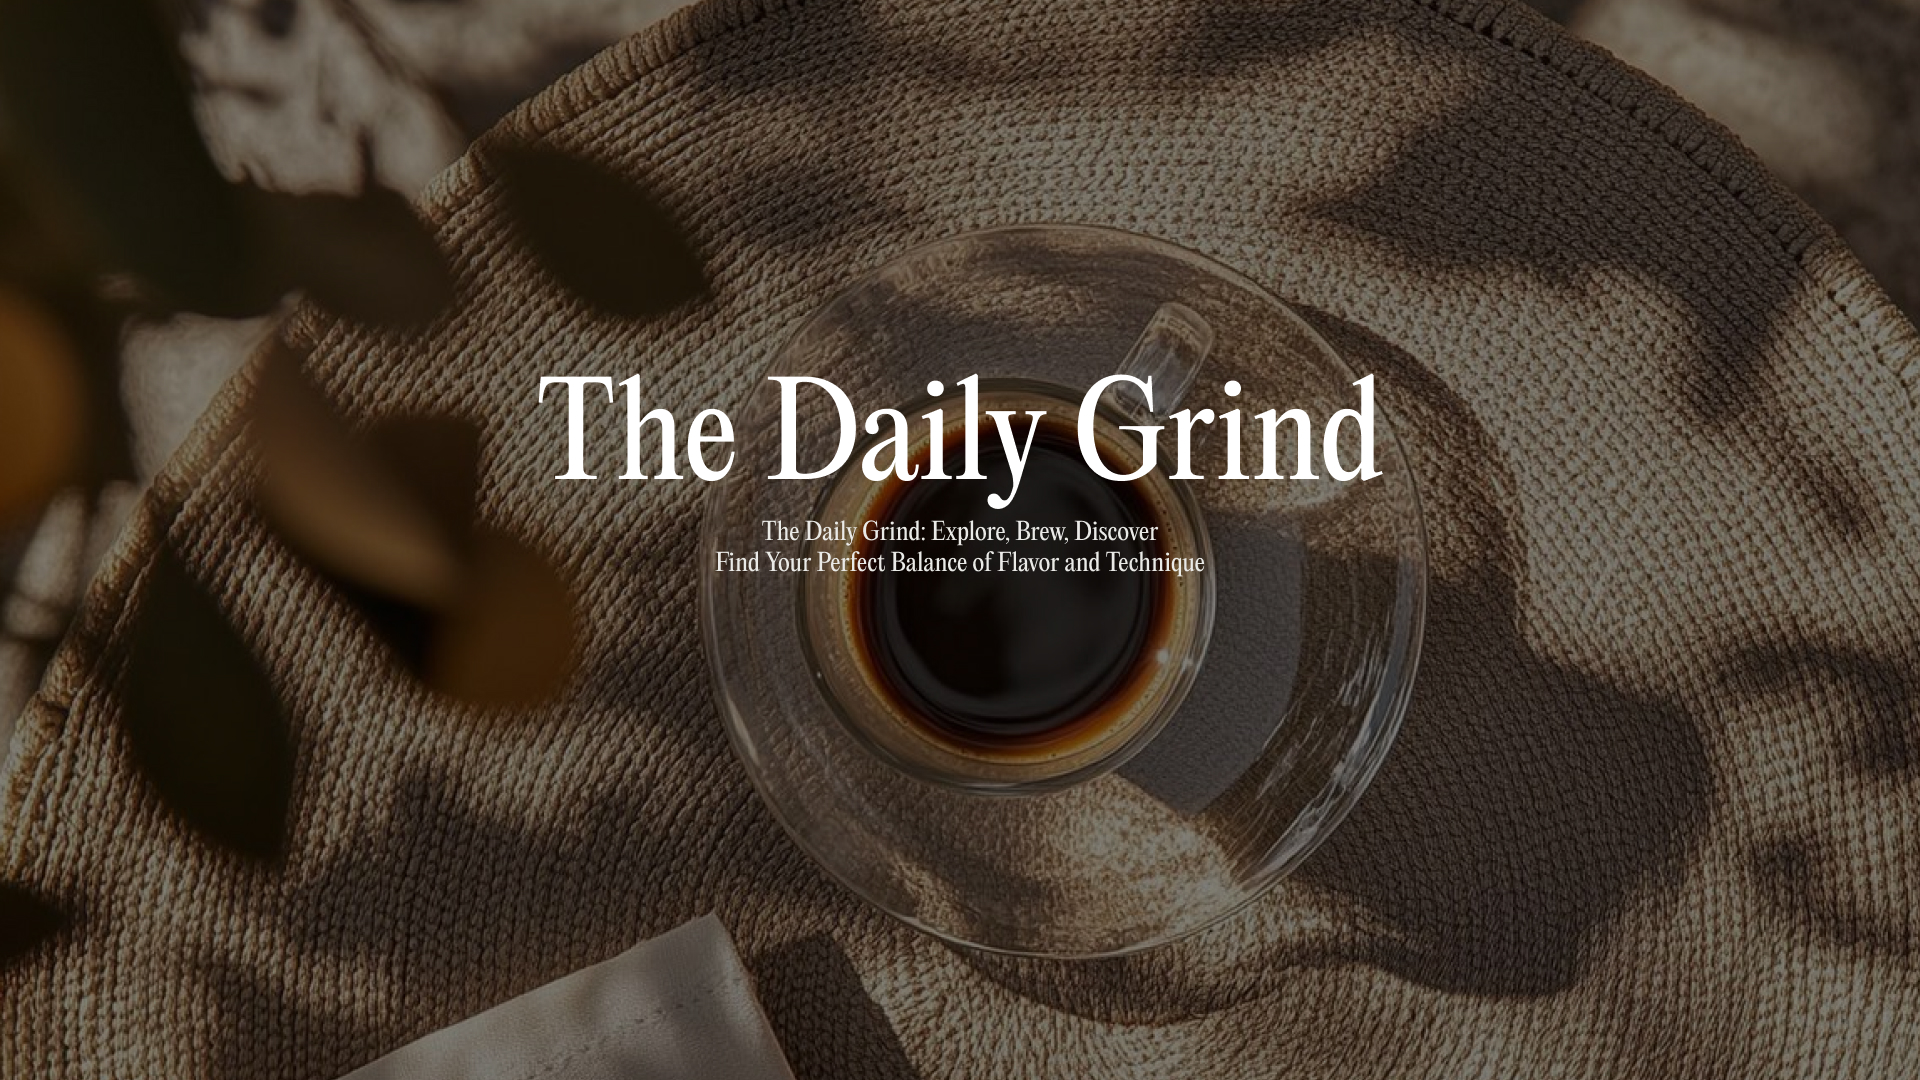 The Daily Grind
The Daily Grind: Explore, Brew, Discover
Find Your Perfect Balance of Flavor and Technique